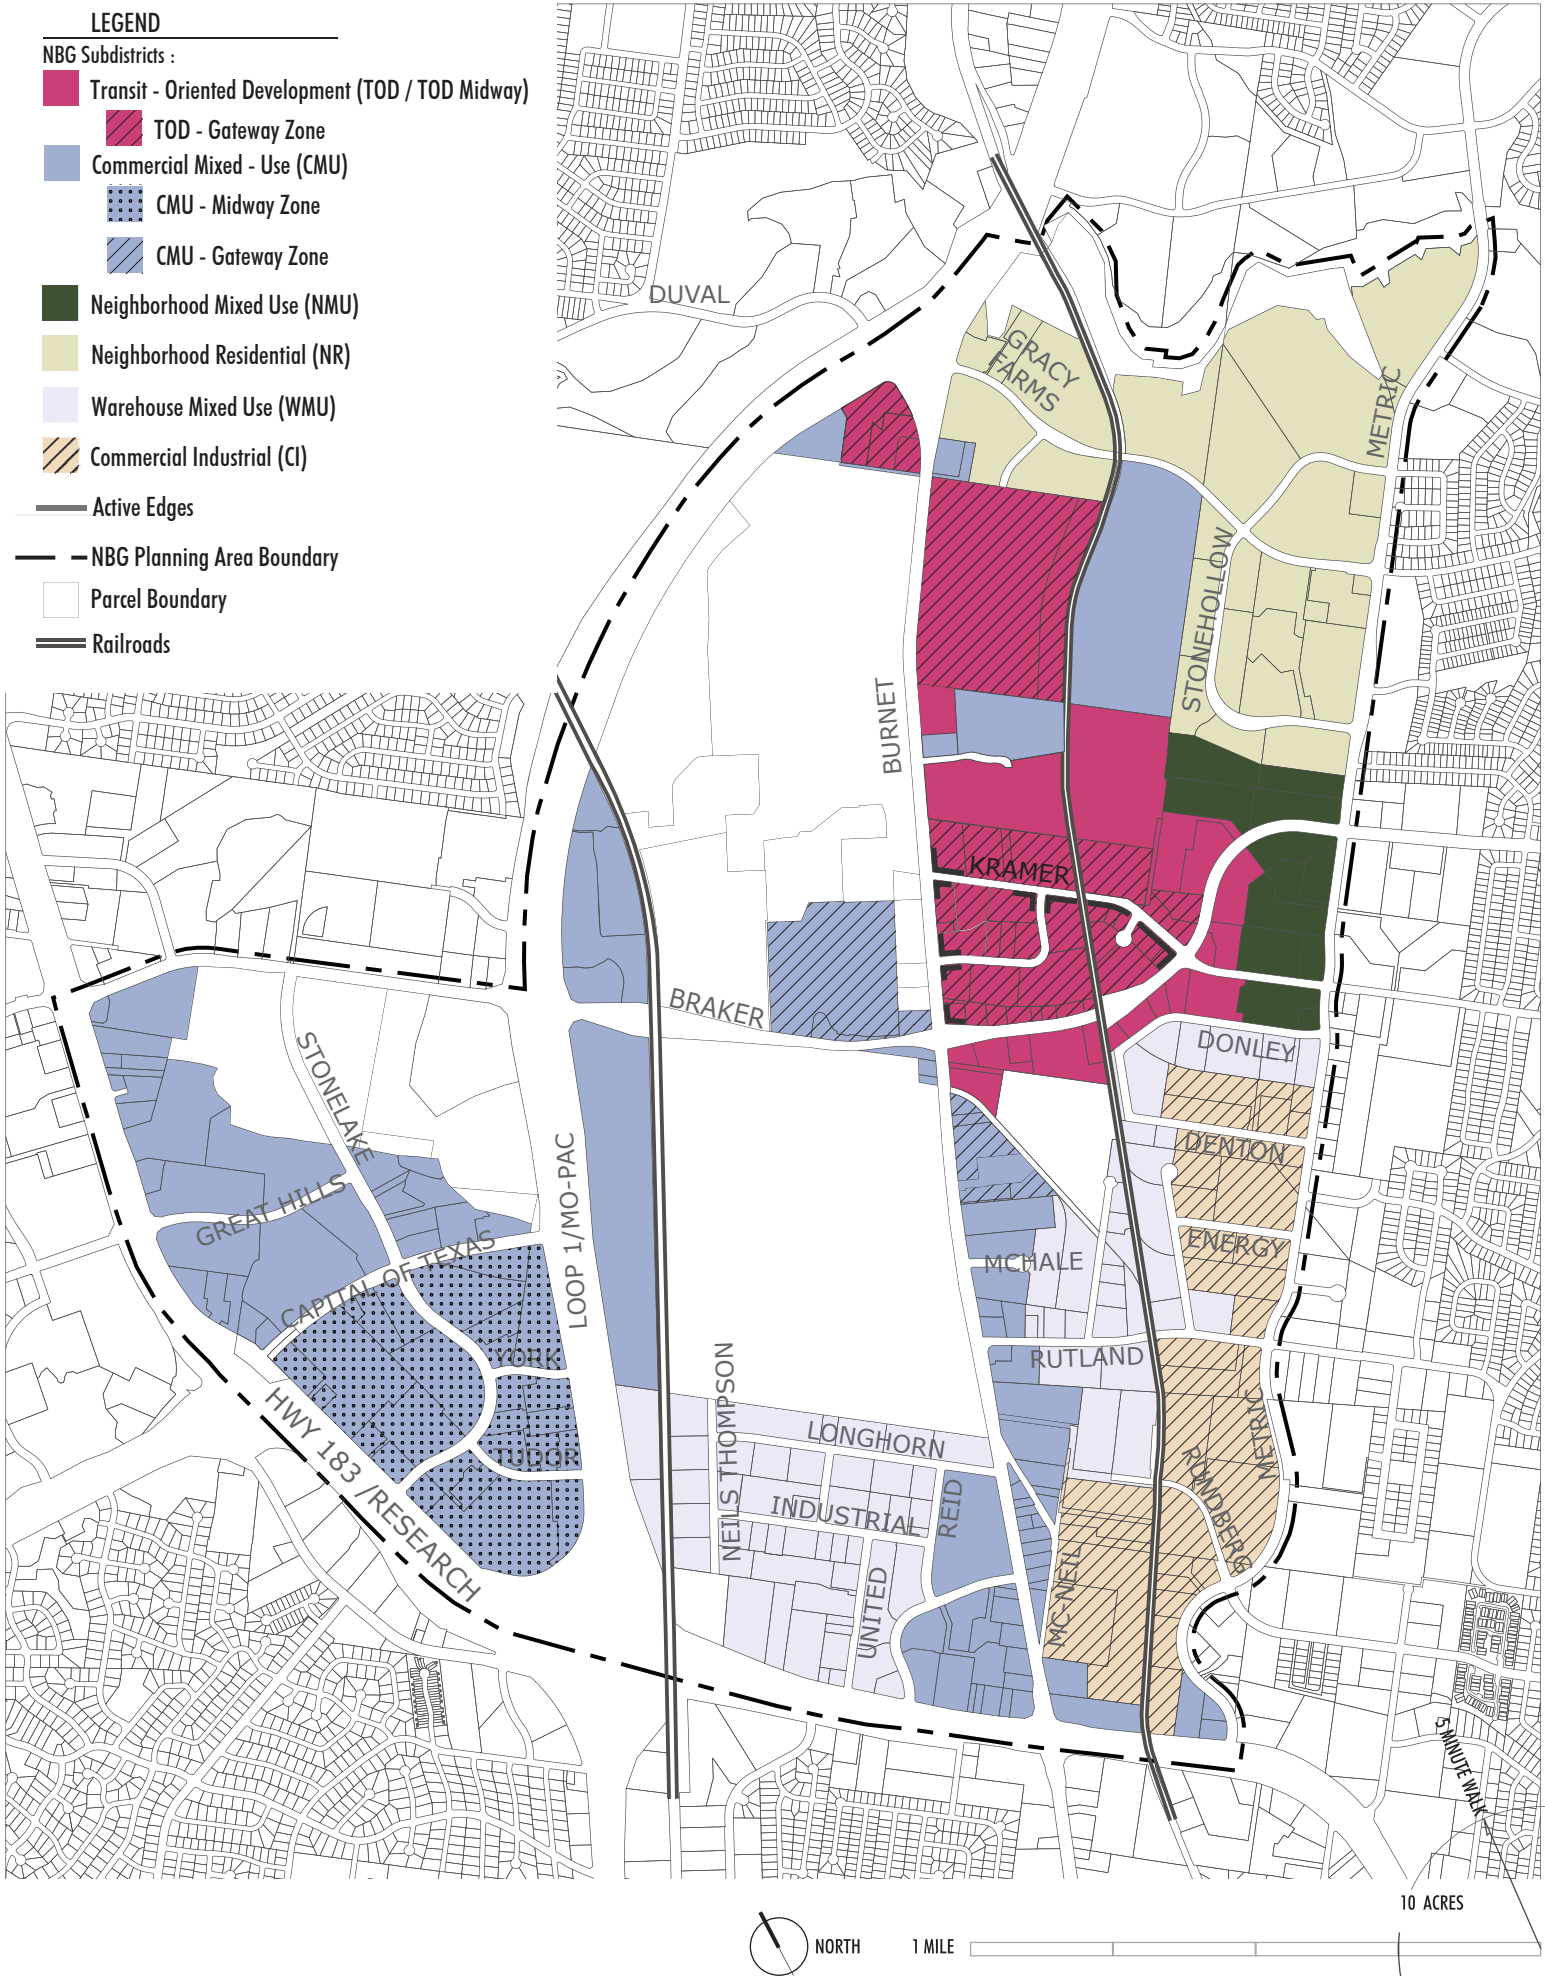 LEGEND
NBG Subdistricts :
Transit - Oriented Development (TOD / TOD Midway)
TOD - Gateway Zone
Commercial Mixed - Use (CMU)
CMU - Midway Zone
CMU - Gateway Zone
Neighborhood Mixed Use (NMU)
Neighborhood Residential (NR)
Warehouse Mixed Use (WMU)
Commercial Industrial (CI)
Active Edges
NBG Planning Area Boundary
Parcel Boundary
Railroads
DUVAL
GRACY
FARMS
METRIC
STONEHOLLOW
BURNET
KRAMER
BRAKER
DONLEY
STONELAKE
DENTON
GREAT HILLS
ENERGY
CAPITAL OF TEXAS
LOOP 1/MO-PAC
MCHALE
YORK
RUTLAND
HWY 183 /RESEARCH
NEILS THOMPSON
LONGHORN
METRIC
TUDOR
RUNDBERG
REID
INDUSTRIAL
UNITED
MC NEIL
5 MINUTE WALK
10 ACRES
NORTH
1 MILE